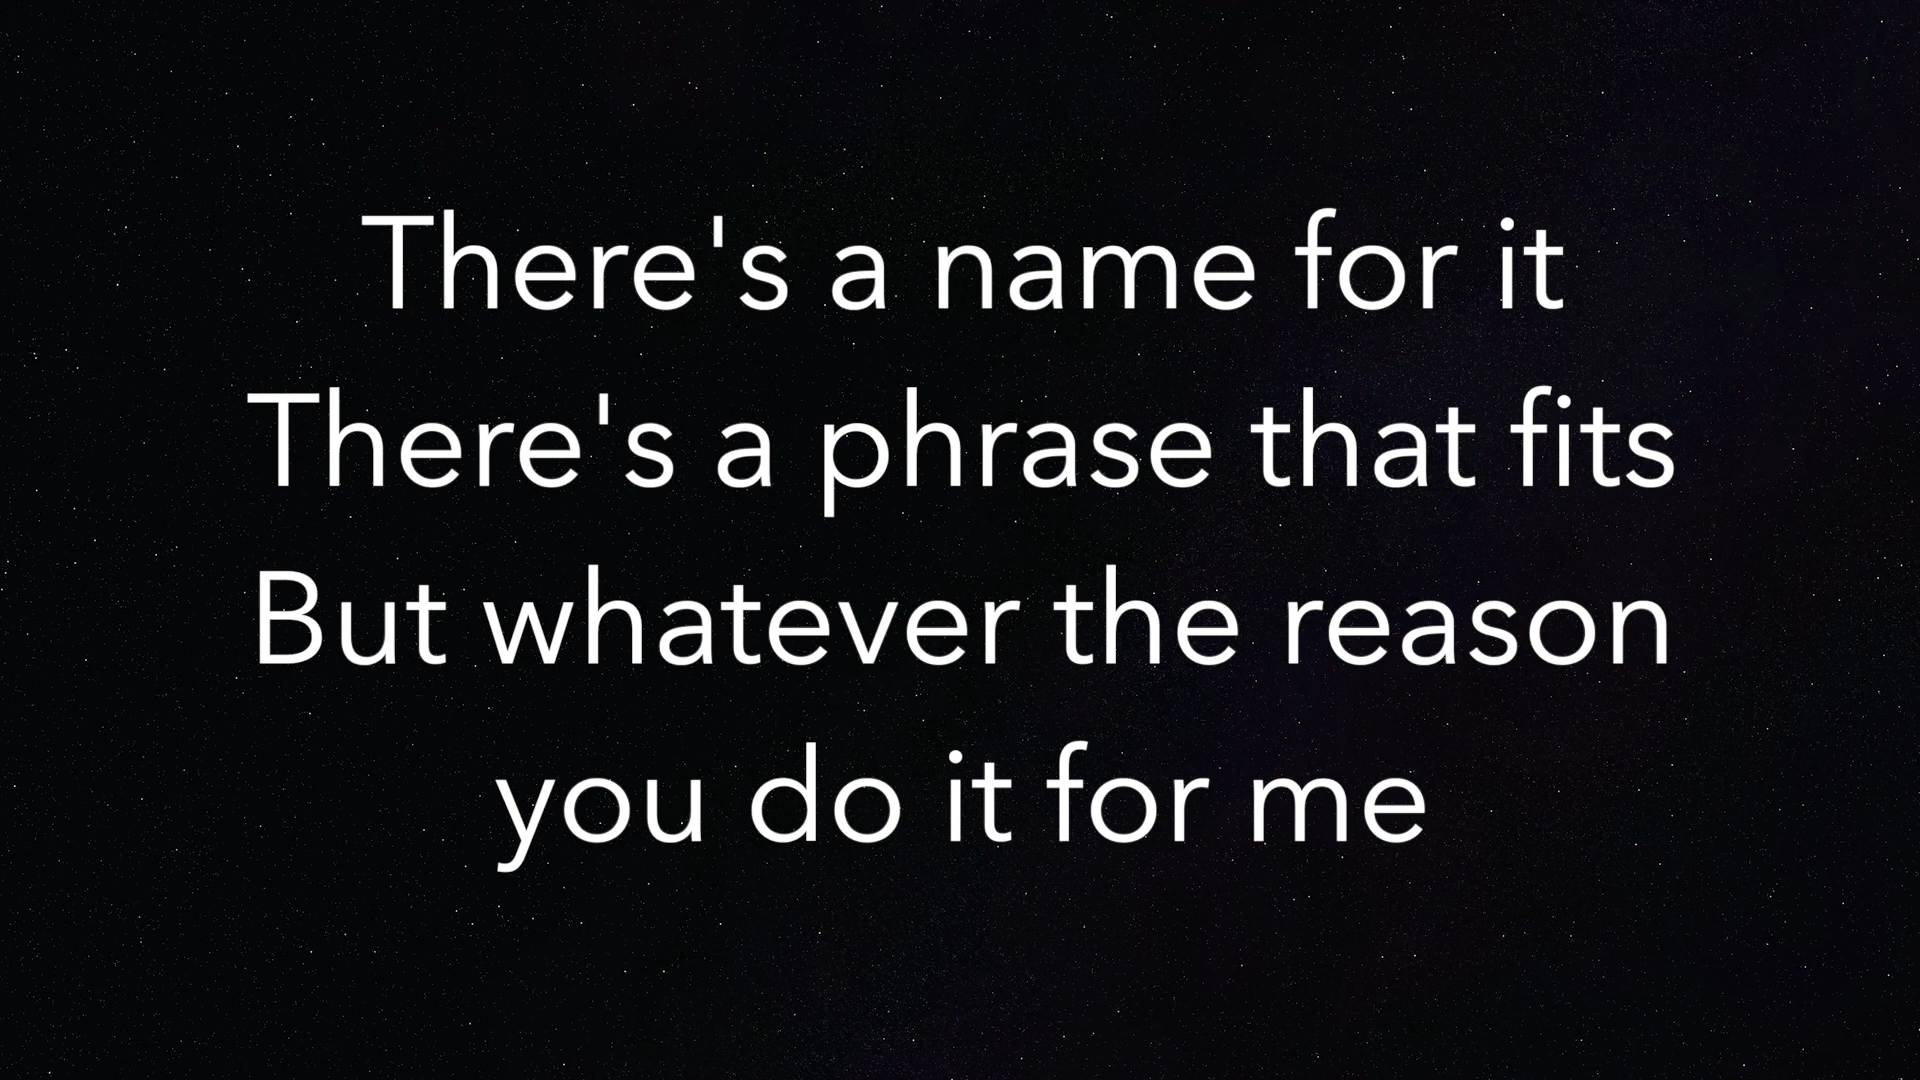 There's a name for it
There's a phrase that fits
But whatever the reason
you do it for me